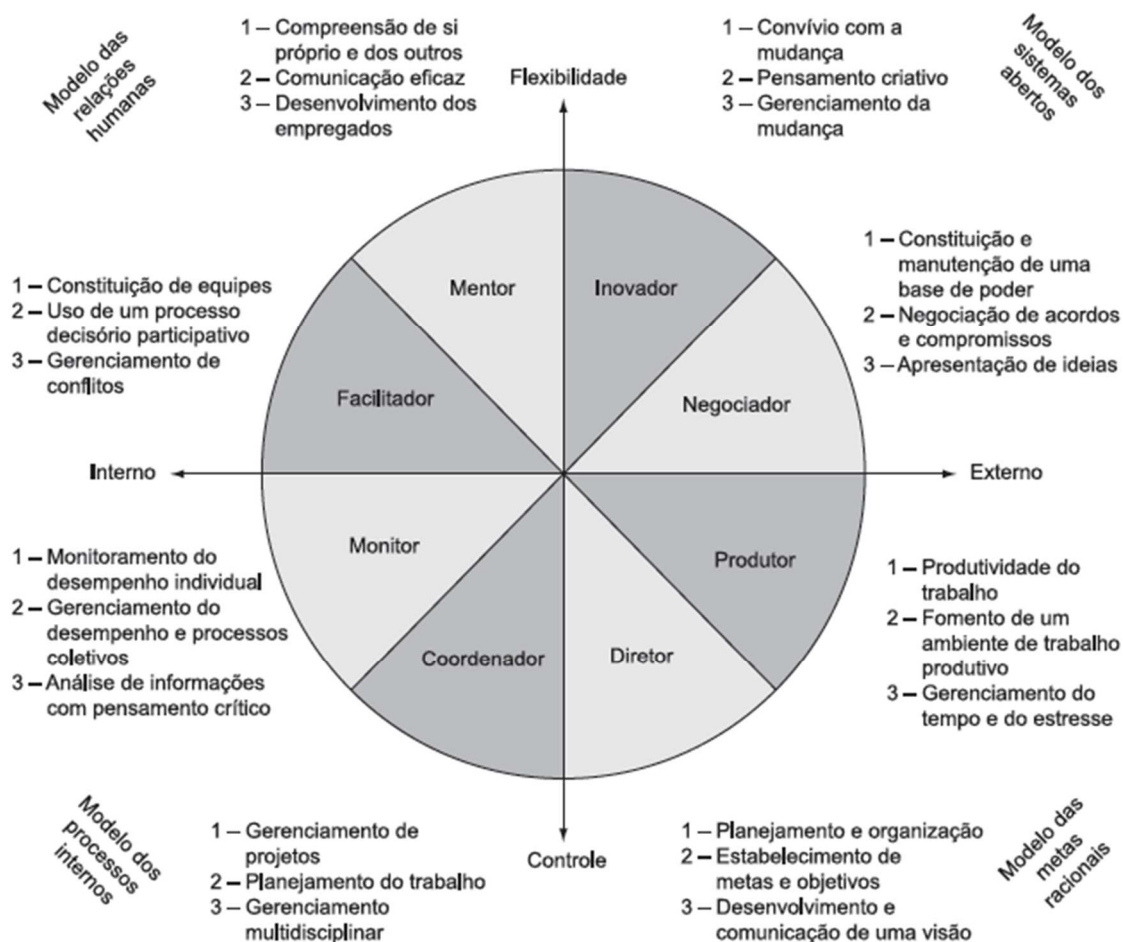 Modelo das
relações
humanas
1 – Compreensão de si
próprio e dos outros
2 – Comunicação eficaz
3 – Desenvolvimento dos
empregados
Flexibilidade
1 – Convívio com a
mudança
2 – Pensamento criativo
3 – Gerenciamento da
mudança
Modelo dos
sistemas
abertos
1 – Constituição de equipes
2 – Uso de um processo
decisório participativo
3 – Gerenciamento de
conflitos
Mentor
Inovador
Facilitador
Negociador
1 – Constituição e
manutenção de uma
base de poder
2 – Negociação de acordos
e compromissos
3 – Apresentação de ideias
Interno
Externo
1 – Monitoramento do
desempenho individual
2 – Gerenciamento do
desempenho e processos
coletivos
3 – Análise de informações
com pensamento crítico
Monitor
Produtor
Coordenador
Diretor
1 – Produtividade do
trabalho
2 – Fomento de um
ambiente de trabalho
produtivo
3 – Gerenciamento do
tempo e do estresse
Modelo dos
processos
internos
1 – Gerenciamento de
projetos
2 – Planejamento do trabalho
3 – Gerenciamento
multidisciplinar
Controle
1 – Planejamento e organização
2 – Estabelecimento de
metas e objetivos
3 – Desenvolvimento e
comunicação de uma visão
Modelo das
metas
racionais